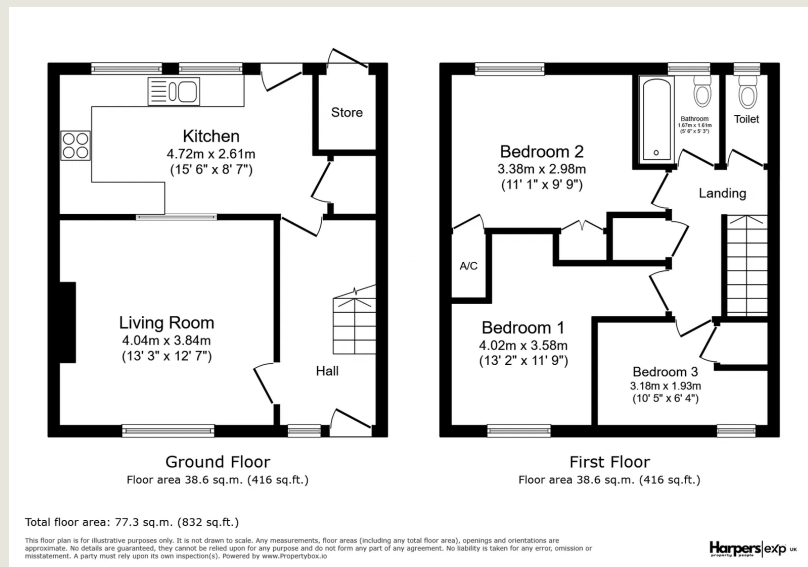 Store
Kitchen
4.72m x 2.61m
(15' 6" x 8' 7")
Living Room
4.04m x 3.84m
(13' 3" x 12' 7")
Hall
Ground Floor
Floor area 38.6 sq.m. (416 sq.ft.)
Bathroom
1.67m x 1.61m
(5' 6" x 5' 3")
Toilet
Bedroom 2
3.38m x 2.98m
(11' 1" x 9' 9")
Landing
A/C
Bedroom 1
4.02m x 3.58m
(13' 2" x 11' 9")
Bedroom 3
3.18m x 1.93m
(10' 5" x 6' 4")
First Floor
Floor area 38.6 sq.m. (416 sq.ft.)
Total floor area: 77.3 sq.m. (832 sq.ft.)
This floor plan is for illustrative purposes only. It is not drawn to scale. Any measurements, floor areas (including any total floor area), openings and orientations are
approximate. No details are guaranteed, they cannot be relied upon for any purpose and do not form any part of any agreement. No liability is taken for any error, omission or
misstatement. A party must rely upon its own inspection(s). Powered by www.Propertybox.io
Harpers|exp UK
property people